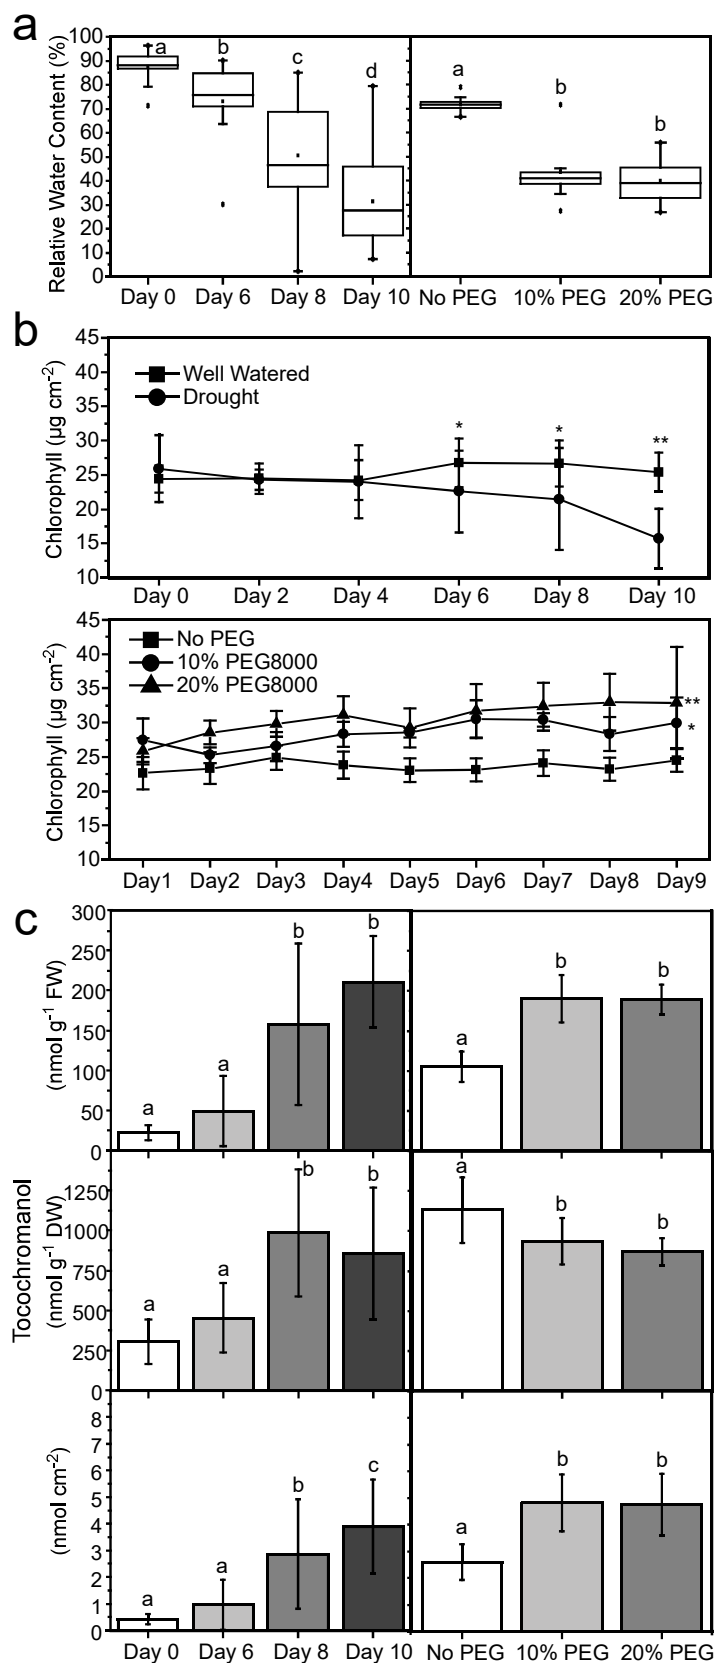 a
Relative Water Content (%)
100
90
80
70
60
50
40
30
20
10
0
a b c d a b b
Day 0 Day 6 Day 8 Day 10 No PEG 10% PEG 20% PEG
b
Chlorophyll (µg cm-2)
45
40
35
30
25
20
15
10
Well Watered
Drought
* * **
Day 0 Day 2 Day 4 Day 6 Day 8 Day 10
Chlorophyll (µg cm-2)
45
40
35
30
25
20
15
10
No PEG
10% PEG8000
20% PEG8000
**
*
Day1 Day2 Day3 Day4 Day5 Day6 Day7 Day8 Day9
c
Tocochromanol
(nmol g-1 FW)
300
250
200
150
100
50
0
a a b b a b b
(nmol g-1 DW)
1250
1000
750
500
250
0
a a b b a b b
(nmol cm-2)
8
7
6
5
4
3
2
1
0
a a b c a b b
Day 0 Day 6 Day 8 Day 10 No PEG 10% PEG 20% PEG